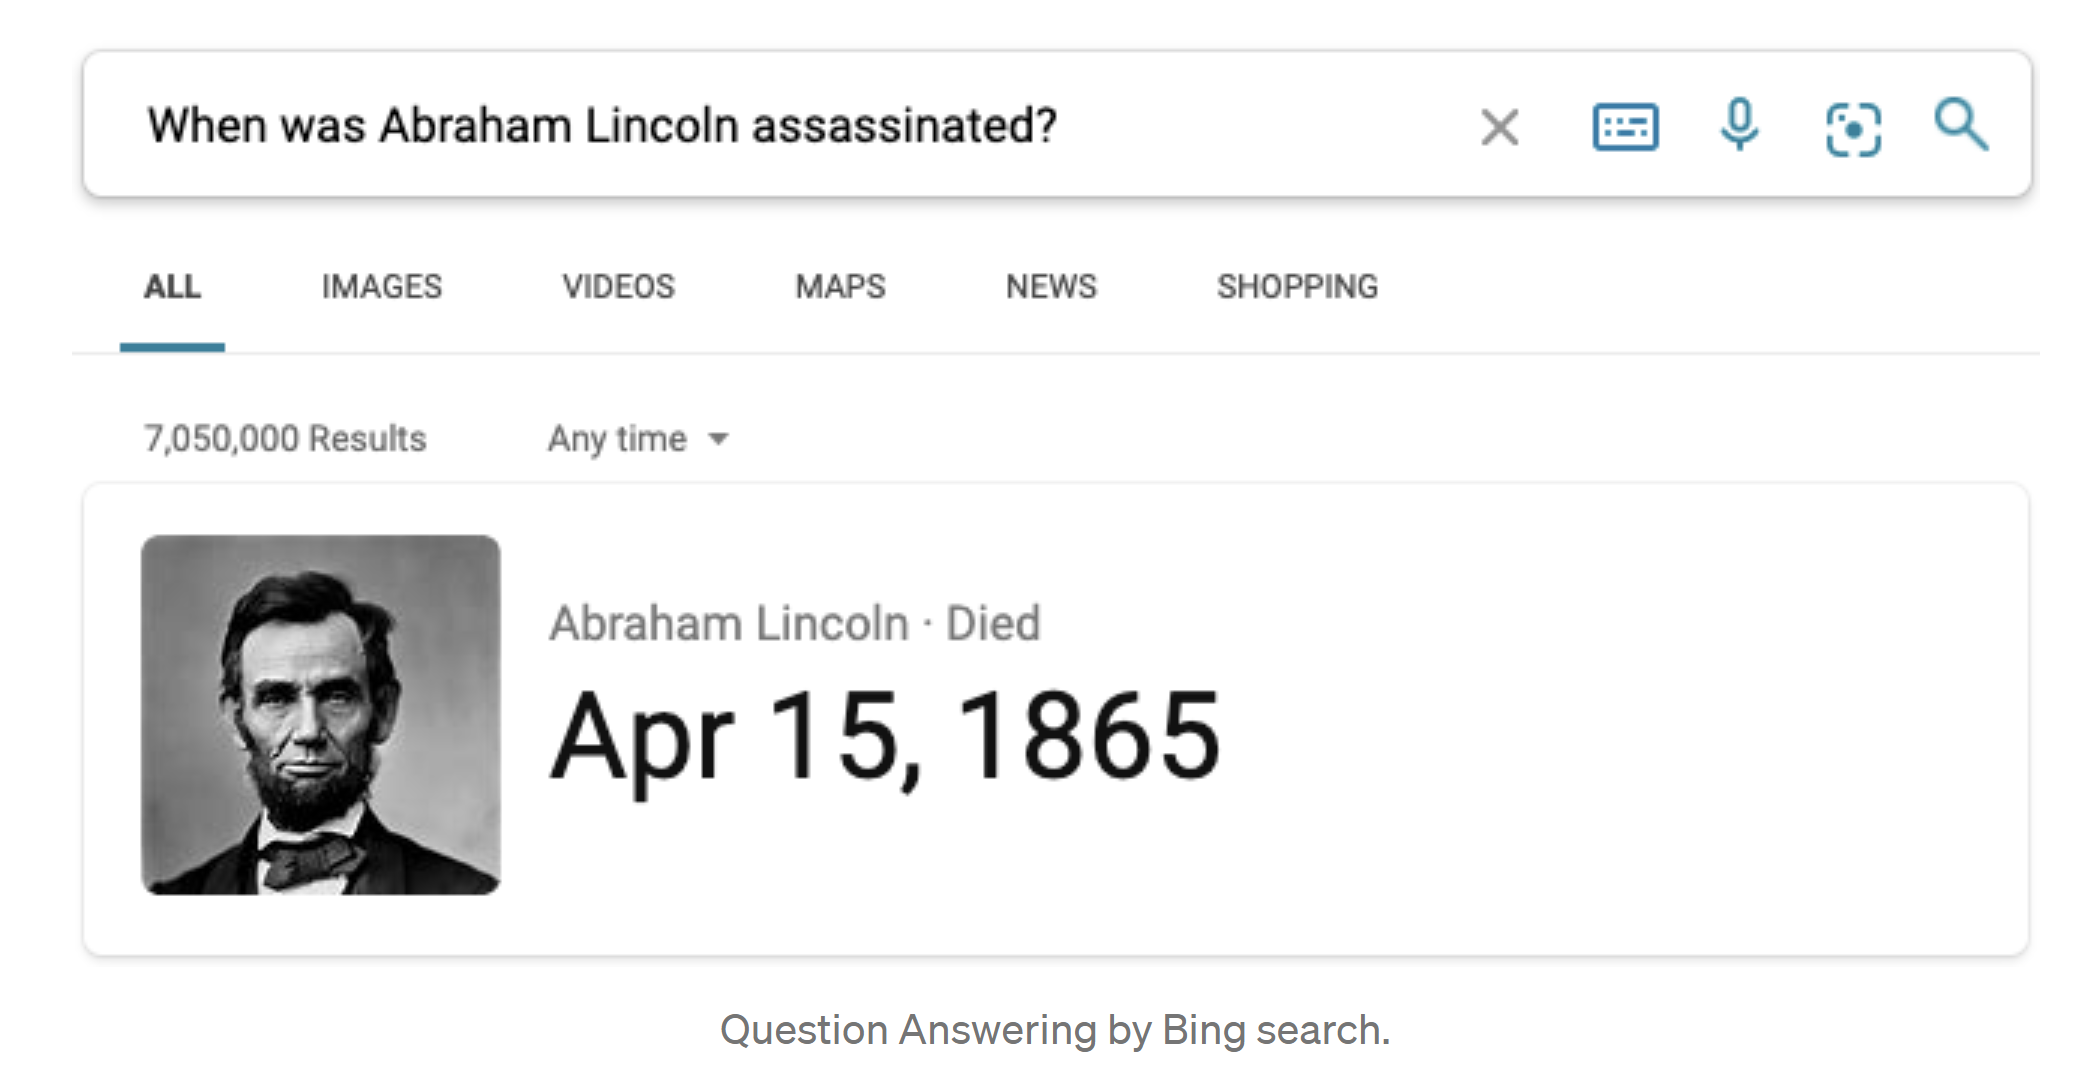 When was Abraham Lincoln assassinated?
ALL IMAGES VIDEOS MAPS NEWS SHOPPING
7,050,000 Results Any time
Abraham Lincoln · Died
Apr 15, 1865
Question Answering by Bing search.